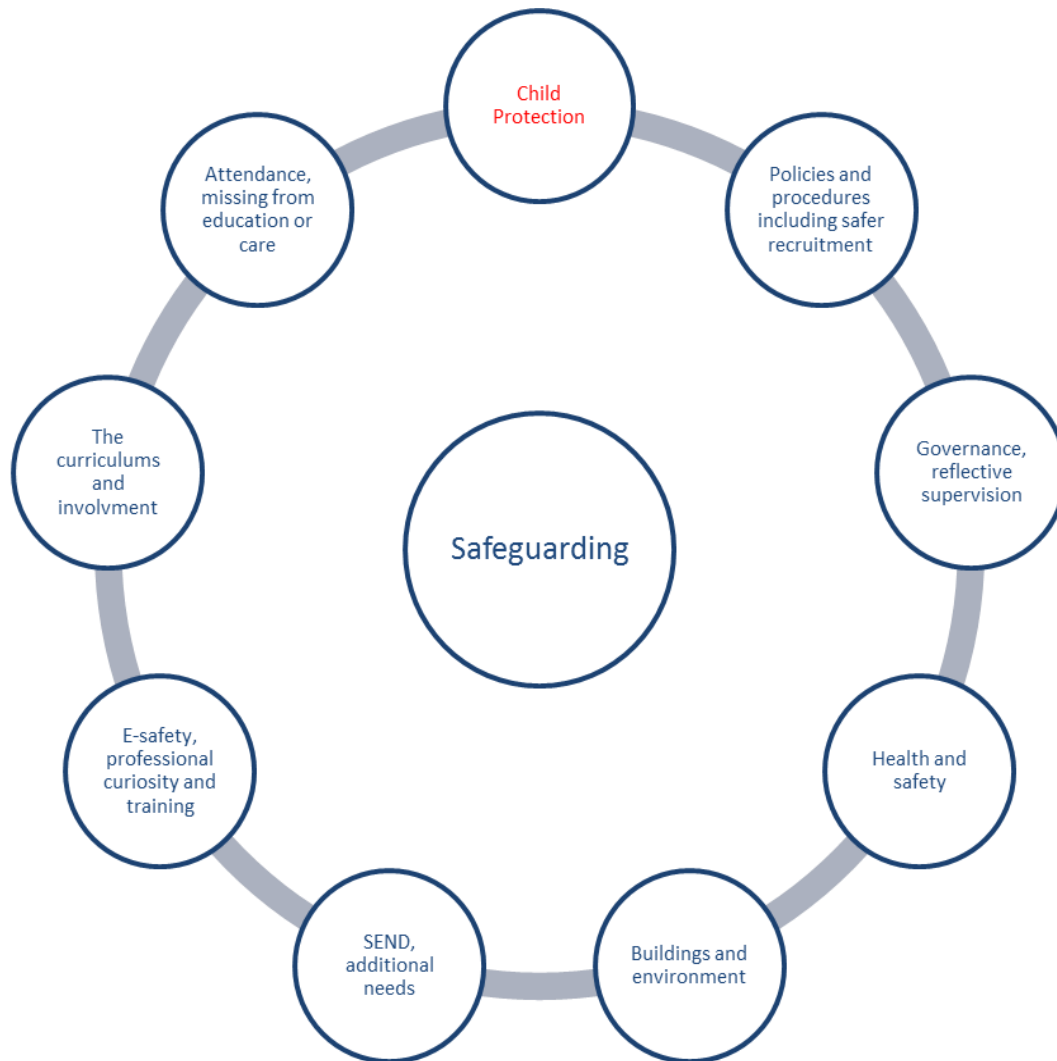 Child
Protection
Policies and
procedures
including safer
recruitment
Governance,
reflective
supervision
Health and
safety
Buildings and
environment
SEND,
additional
needs
E-safety,
professional
curiosity and
training
The
curriculums
and
involvment
Attendance,
missing from
education or
care
Safeguarding